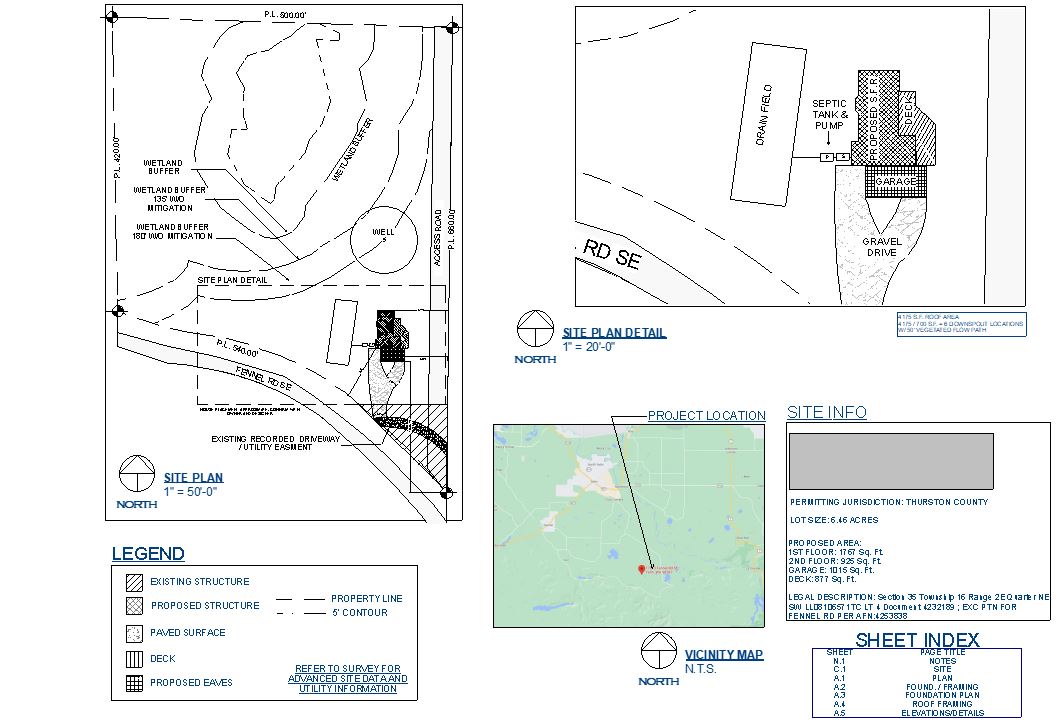 P.L. 500.00'
P.L. 420.00'
WETLAND
BUFFER
WETLAND BUFFER
135' W/O
MITIGATION
WETLAND BUFFER
180' W/O MITIGATION
WETLAND BUFFER
WELL
ACCESS ROAD
P.L. 660.00'
SITE PLAN DETAIL
P.L. 540.00'
FENNEL RD SE
EXISTING RECORDED DRIVEWAY
/ UTILITY EASMENT
NORTH
SITE PLAN
1" = 50'-0"
DRAIN FIELD
SEPTIC
TANK &
PUMP
P
S
PROPOSED S.F.R.
DECK
GARAGE
GRAVEL
DRIVE
RD SE
NORTH
SITE PLAN DETAIL
1" = 20'-0"
4175 S.F. ROOF AREA
4175 / 700 S.F. = 6 DOWNSPOUT LOCATIONS
W/50' VEGETATED FLOW PATH
PROJECT LOCATION
NORTH
VICINITY MAP
N.T.S.
SITE INFO
PERMITTING JURISDICTION: THURSTON COUNTY
LOT SIZE: 6.46 ACRES
PROPOSED AREA:
1ST FLOOR: 1767 Sq. Ft.
2ND FLOOR: 925 Sq. Ft.
GARAGE: 1015 Sq. Ft.
DECK: 877 Sq. Ft.
LEGAL DESCRIPTION: Section 35 Township 16 Range 2E Quarter NE
SW LL0810657 1TC LT 4 Document 4232189 ; EXC PTN FOR
FENNEL RD PER AFN:4253838
LEGEND
EXISTING STRUCTURE
PROPOSED STRUCTURE
PAVED SURFACE
DECK
PROPOSED EAVES
PROPERTY LINE
5' CONTOUR
REFER TO SURVEY FOR
ADVANCED SITE DATA AND
UTILITY INFORMATION
SHEET INDEX
SHEET PAGE TITLE
N.1 NOTES
C.1 SITE
A.1 PLAN
A.2 FOUND. / FRAMING
A.3 FOUNDATION PLAN
A.4 ROOF FRAMING
A.5 ELEVATIONS/DETAILS